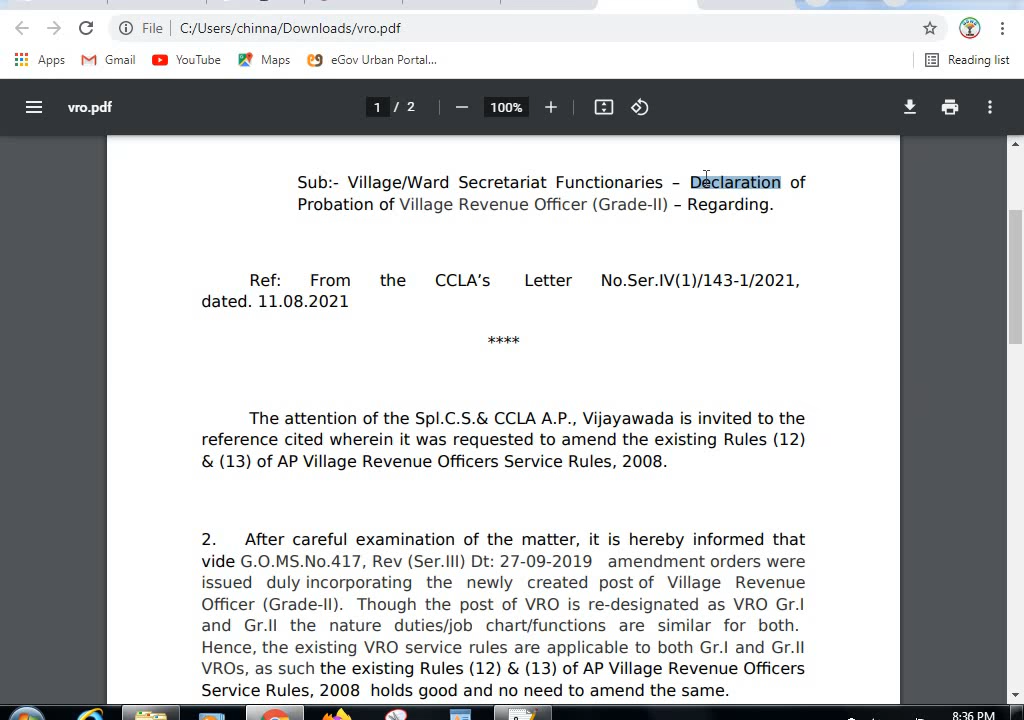 File C:/Users/chinna/Downloads/vro.pdf
Apps Gmail YouTube Maps eGov Urban Portal... Reading list
vro.pdf 1 / 2 100%
Sub:- Village/Ward Secretariat Functionaries – Declaration of
Probation of Village Revenue Officer (Grade-II) – Regarding.
Ref: From the CCLA’s Letter No.Ser.IV(1)/143-1/2021,
dated. 11.08.2021
****
The attention of the Spl.C.S.& CCLA A.P., Vijayawada is invited to the
reference cited wherein it was requested to amend the existing Rules (12)
& (13) of AP Village Revenue Officers Service Rules, 2008.
2. After careful examination of the matter, it is hereby informed that
vide G.O.MS.No.417, Rev (Ser.III) Dt: 27-09-2019 amendment orders were
issued duly incorporating the newly created post of Village Revenue
Officer (Grade-II). Though the post of VRO is re-designated as VRO Gr.I
and Gr.II the nature duties/job chart/functions are similar for both.
Hence, the existing VRO service rules are applicable to both Gr.I and Gr.II
VROs, as such the existing Rules (12) & (13) of AP Village Revenue Officers
Service Rules, 2008 holds good and no need to amend the same.
8:36 PM